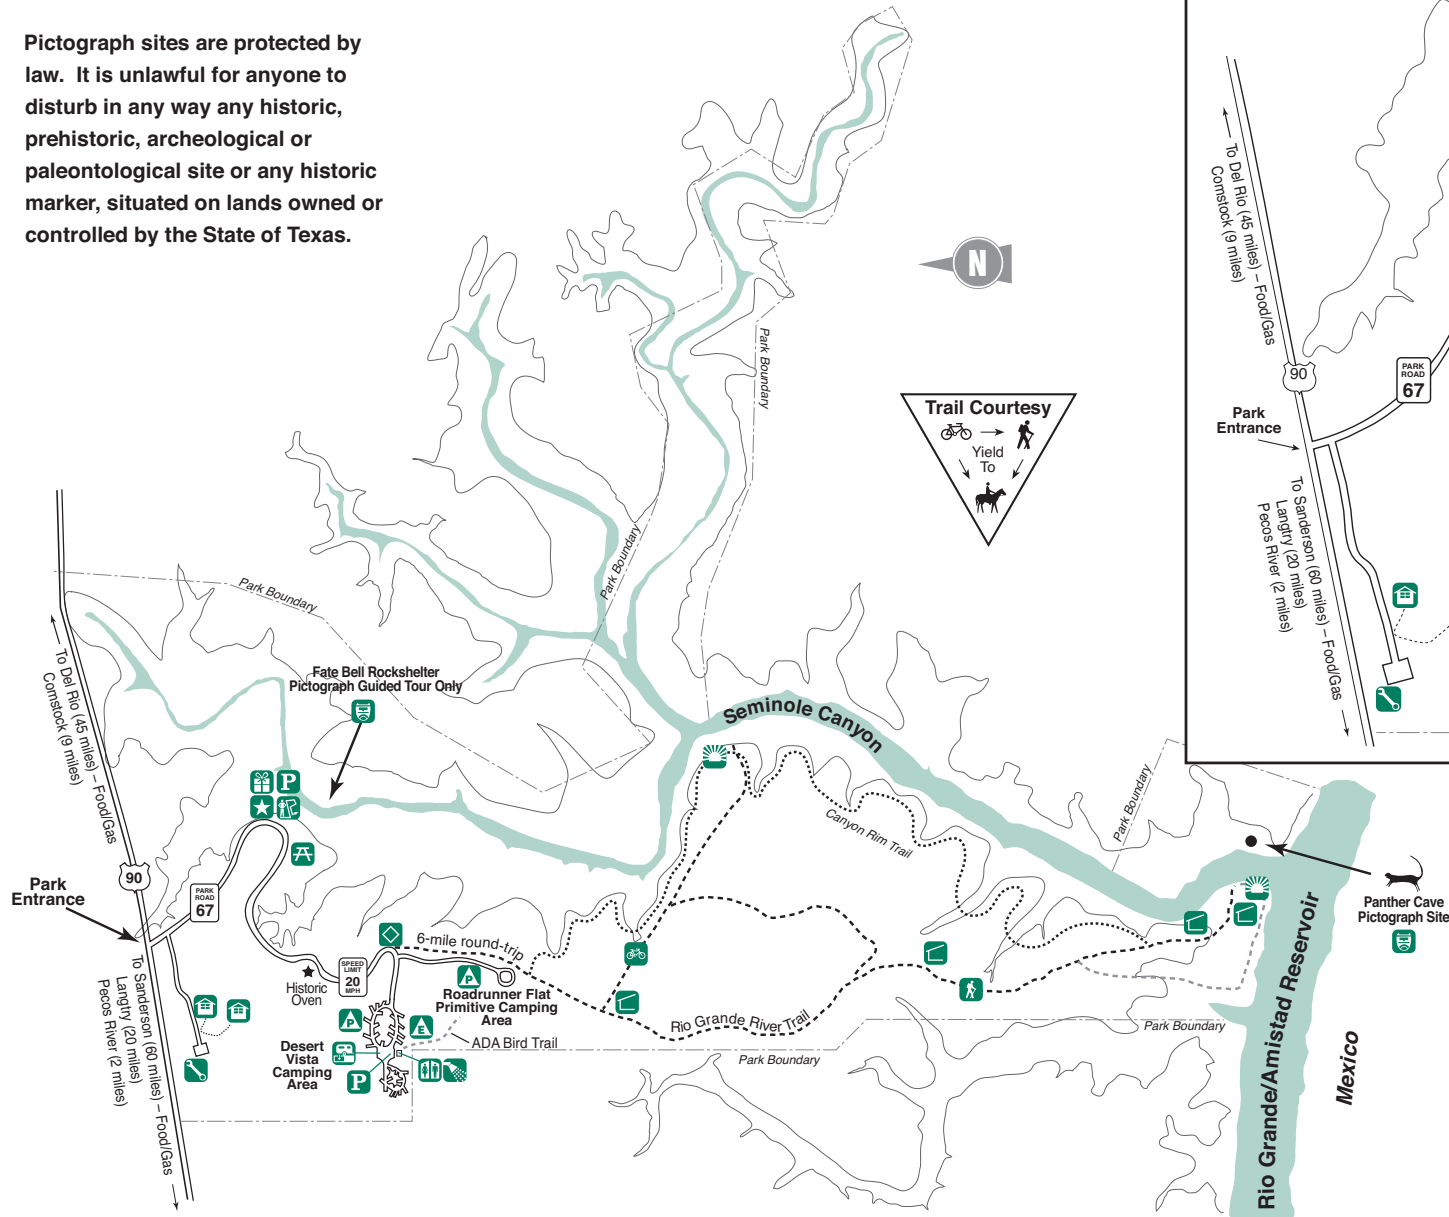 Pictograph sites are protected by
law.  It is unlawful for anyone to
disturb in any way any historic,
prehistoric, archeological or
paleontological site or any historic
marker, situated on lands owned or
controlled by the State of Texas.
N
Trail Courtesy
Yield
To
To Del Rio (45 miles) – Food/Gas
Comstock (9 miles)
90
PARK
ROAD
67
Park
Entrance
To Sanderson (60 miles) – Food/Gas
Langtry (20 miles)
Pecos River (2 miles)
Park Boundary
Park Boundary
Park Boundary
Fate Bell Rockshelter
Pictograph Guided Tour Only
Seminole Canyon
To Del Rio (45 miles) – Food/Gas
Comstock (9 miles)
P
Canyon Rim Trail
Park Boundary
90
Park
Entrance
PARK
ROAD
67
Panther Cave
Pictograph Site
6-mile round-trip
SPEED
LIMIT
20
MPH
Historic
Oven
P
Roadrunner Flat
Primitive Camping
Area
To Sanderson (60 miles) – Food/Gas
Langtry (20 miles)
Pecos River (2 miles)
P
E
ADA Bird Trail
Desert
Vista
Camping
Area
P
Rio Grande River Trail
Park Boundary
Park Boundary
Rio Grande/Amistad Reservoir
Mexico